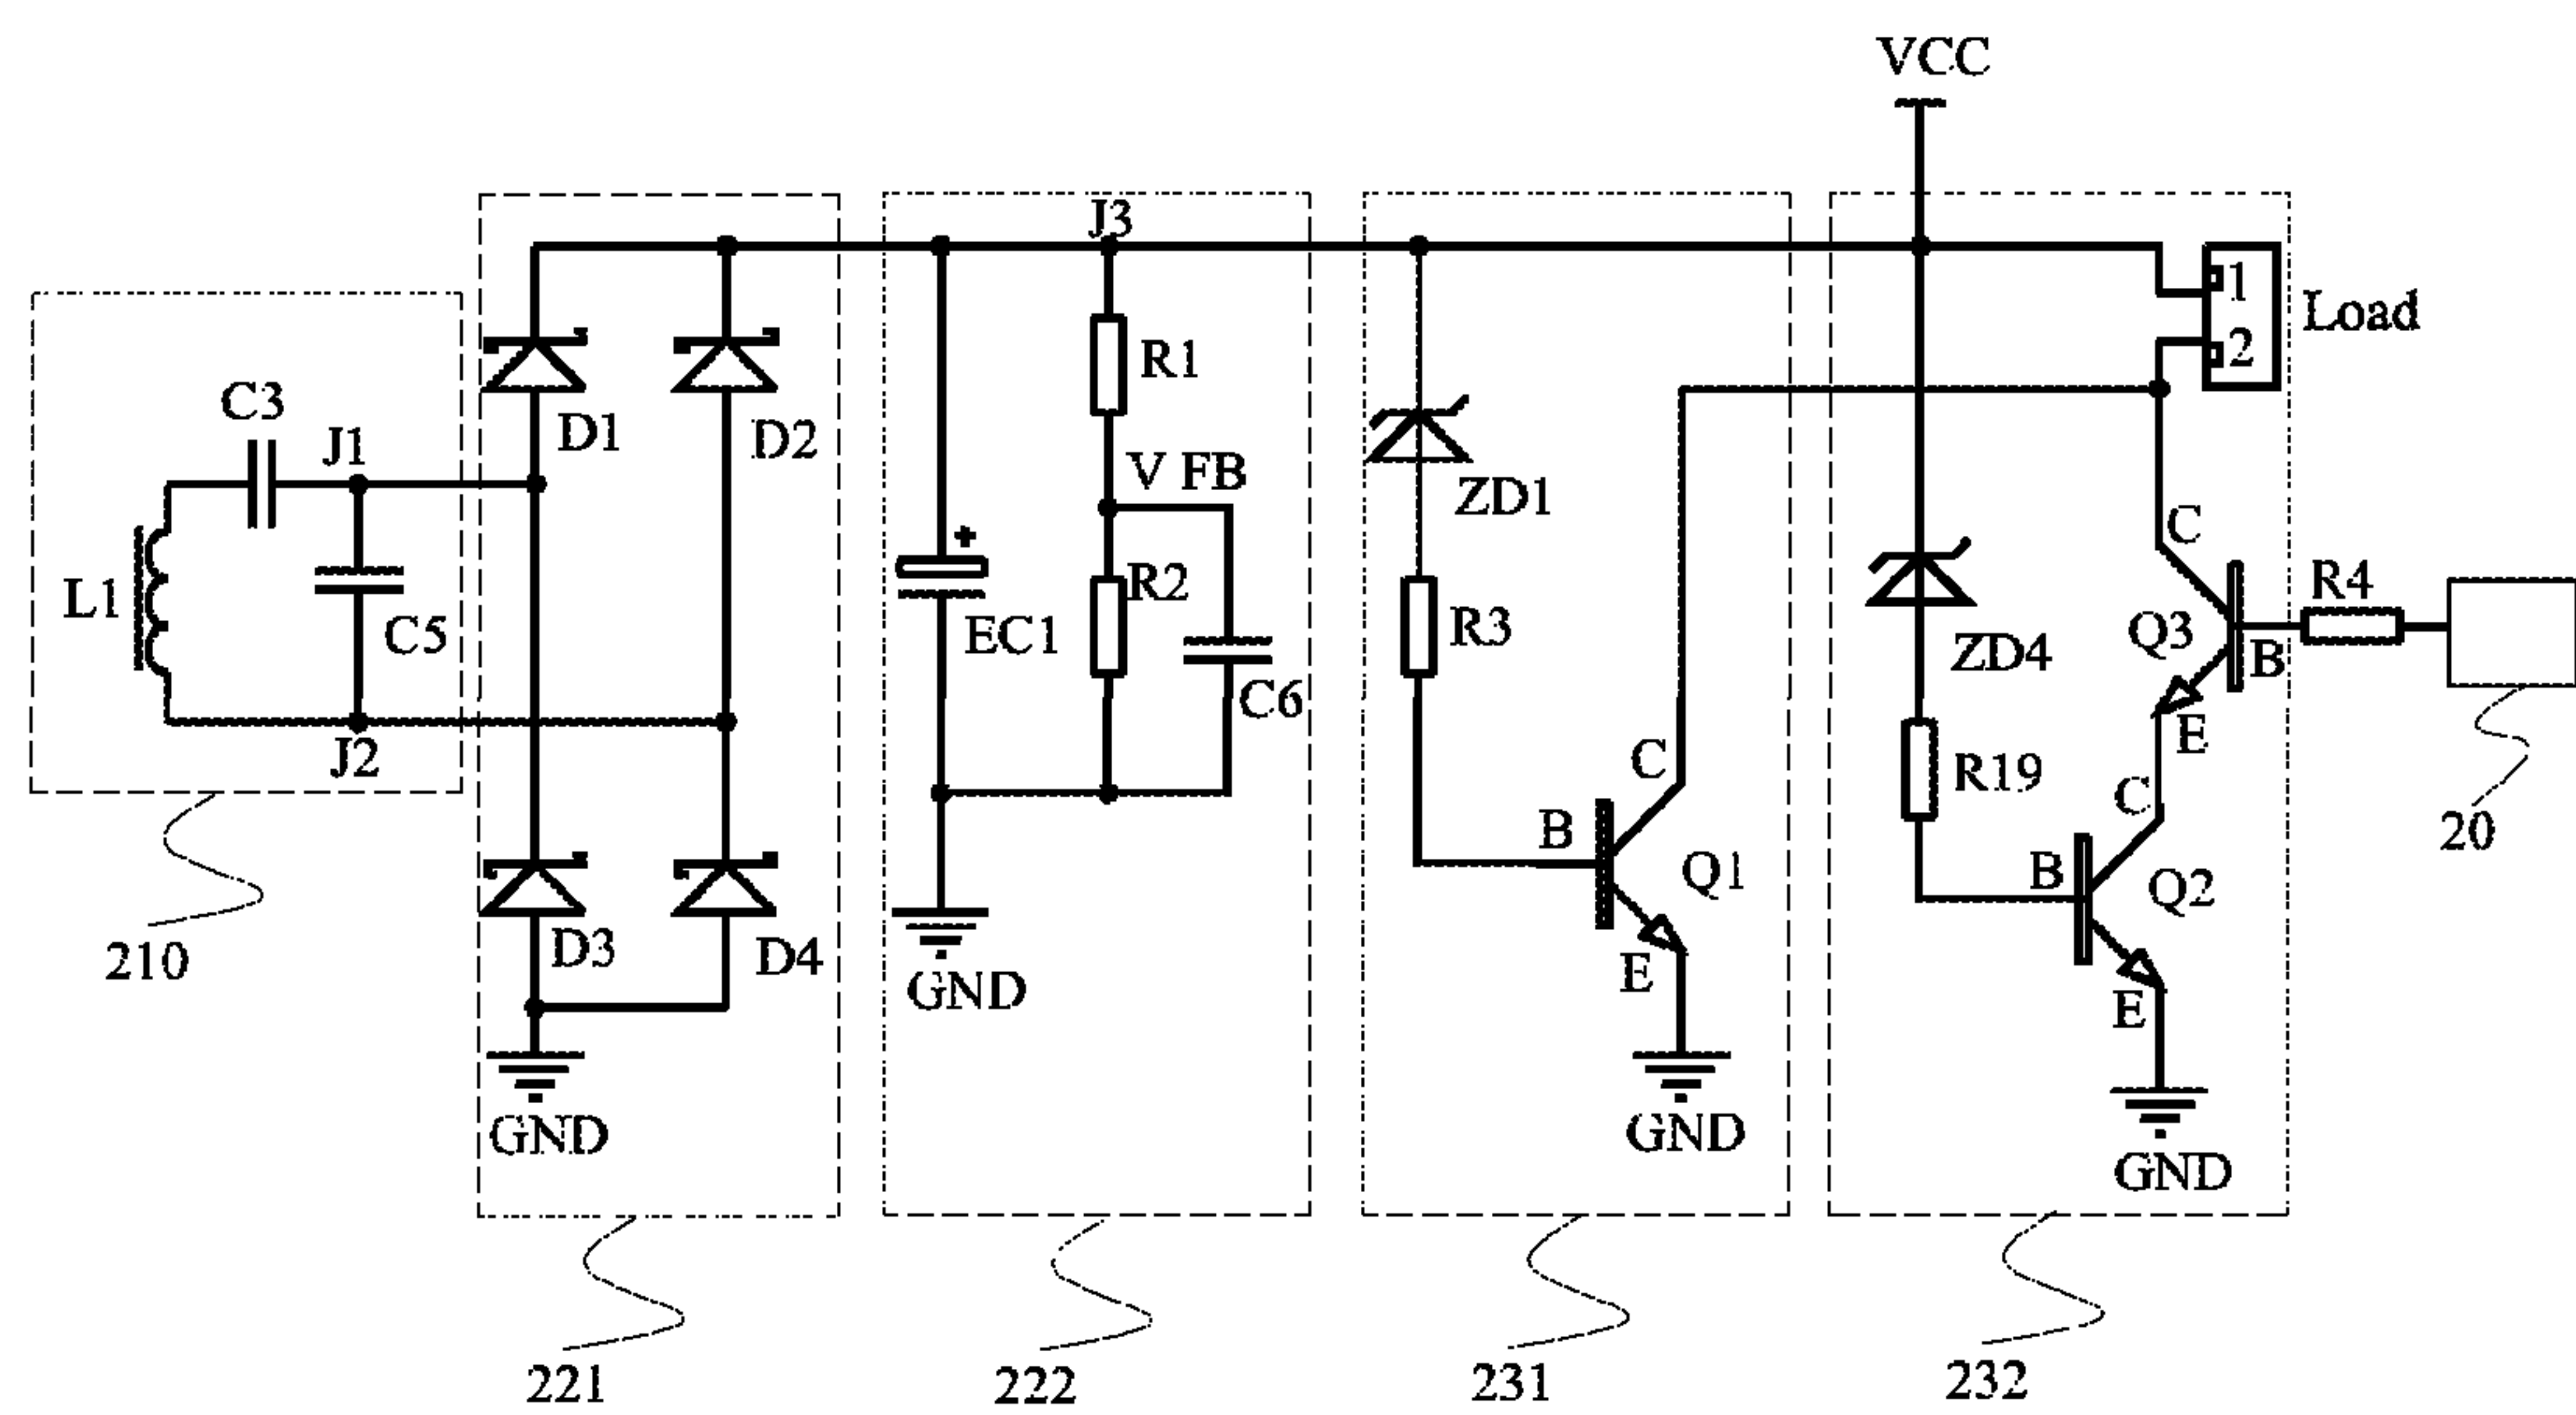 VCC
J3
1
Load
2
R1
C3
D1
D2
J1
V FB
ZD1
C
R4
L1
C5
EC1
R2
R3
Q3
B
ZD4
C6
E
J2
C
R19
C
B
20
B
Q1
Q2
210
D3
D4
GND
E
E
GND
GND
GND
221
222
231
232
+